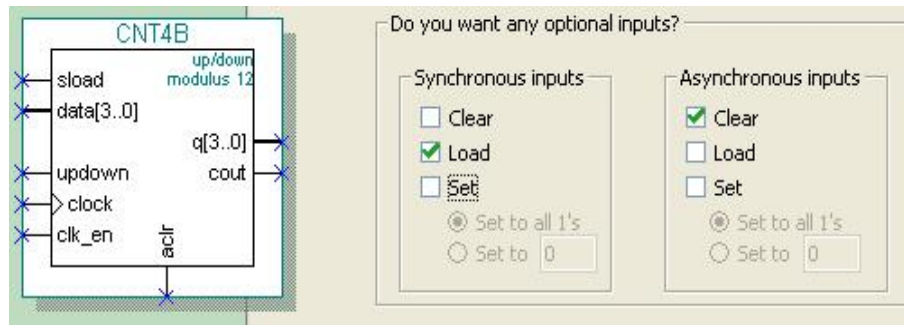 CNT4B
up/down
modulus 12
sload
data[3..0]
q[3..0]
updown
cout
clock
clk_en
aclr
Do you want any optional inputs?
Synchronous inputs
Clear
Load
Set
Set to all 1's
Set to 0
Asynchronous inputs
Clear
Load
Set
Set to all 1's
Set to 0